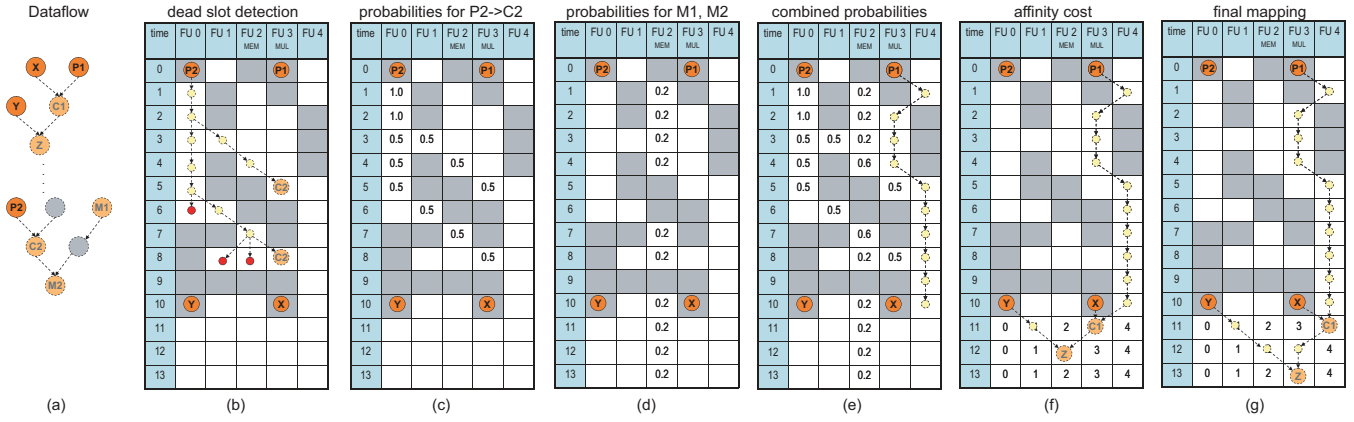 Dataflow
X P1
Y C1
Z
P2 M1
C2
M2
(a)
dead slot detection
time FU 0 FU 1 FU 2 FU 3 FU 4
MEM MUL
0 P2 P1
1
2
3
4
5 C2
6
7
8 C2
9
10 Y X
11
12
13
(b)
probabilities for P2->C2
time FU 0 FU 1 FU 2 FU 3 FU 4
MEM MUL
0 P2 P1
1 1.0
2 1.0
3 0.5 0.5
4 0.5 0.5
5 0.5 0.5
6 0.5
7 0.5
8 0.5
9
10 Y X
11
12
13
(c)
probabilities for M1, M2
time FU 0 FU 1 FU 2 FU 3 FU 4
MEM MUL
0 P2 P1
1 0.2
2 0.2
3 0.2
4 0.2
5
6
7 0.2
8 0.2
9
10 Y 0.2 X
11 0.2
12 0.2
13 0.2
(d)
combined probabilities
time FU 0 FU 1 FU 2 FU 3 FU 4
MEM MUL
0 P2 P1
1 1.0 0.2
2 1.0 0.2
3 0.5 0.5 0.2
4 0.5 0.6
5 0.5 0.5
6 0.5
7 0.6
8 0.2 0.5
9
10 Y 0.2 X
11 0.2
12 0.2
13 0.2
(e)
affinity cost
time FU 0 FU 1 FU 2 FU 3 FU 4
MEM MUL
0 P2 P1
1
2
3
4
5
6
7
8
9
10 Y X
11 0 2 C1 4
12 0 1 Z 3 4
13 0 1 2 3 4
(f)
final mapping
time FU 0 FU 1 FU 2 FU 3 FU 4
MEM MUL
0 P2 P1
1
2
3
4
5
6
7
8
9
10 Y X
11 0 2 3 C1
12 0 1 4
13 0 1 2 Z 4
(g)